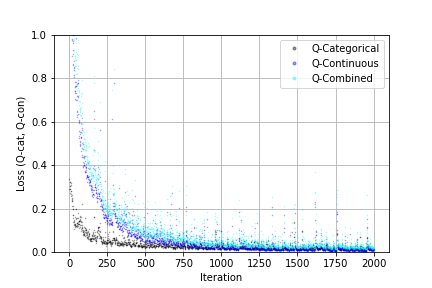 1.0
0.8
0.6
0.4
0.2
0.0
Loss (Q-cat, Q-con)
Q-Categorical
Q-Continuous
Q-Combined
0 250 500 750 1000 1250 1500 1750 2000
Iteration